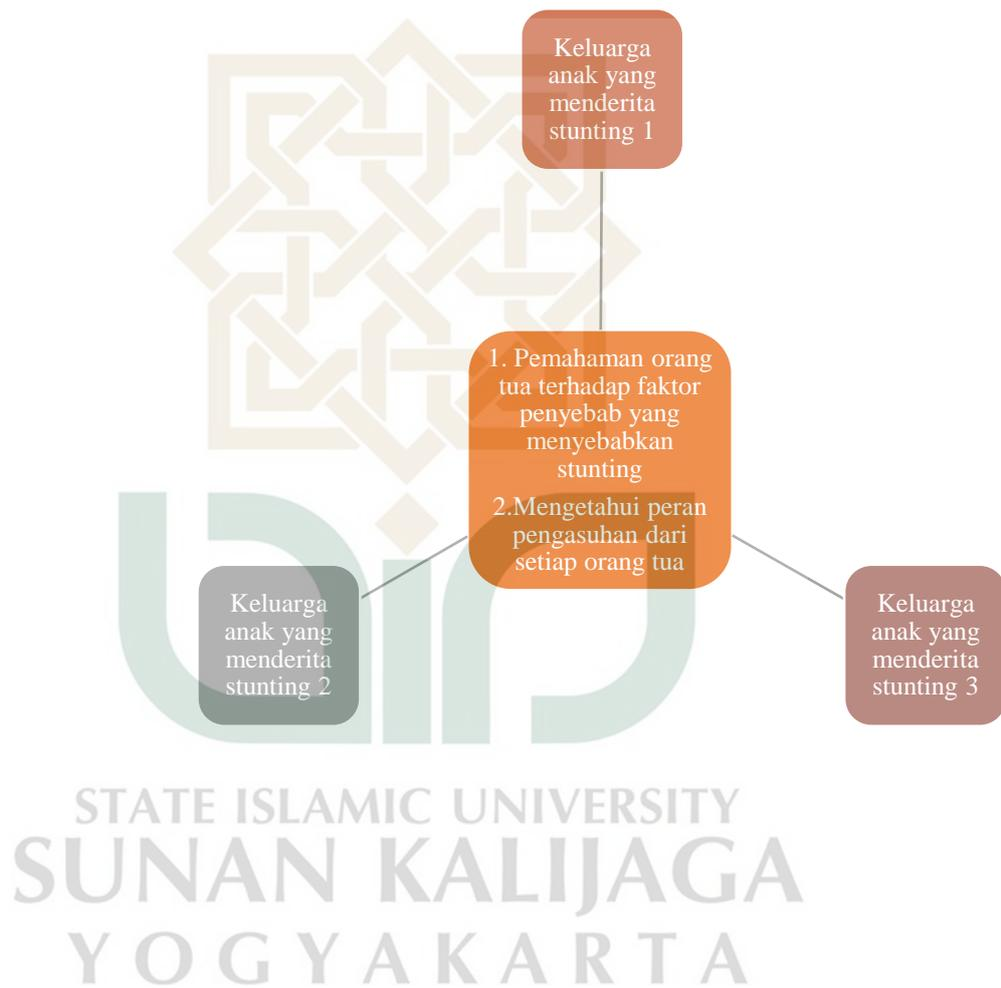 Keluarga
anak yang
menderita
stunting 1
1. Pemahaman orang
tua terhadap faktor
penyebab yang
menyebabkan
stunting
2.Mengetahui peran
pengasuhan dari
setiap orang tua
Keluarga
anak yang
menderita
stunting 2
Keluarga
anak yang
menderita
stunting 3
STATE ISLAMIC UNIVERSITY
SUNAN KALIJAGA
YOGYAKARTA